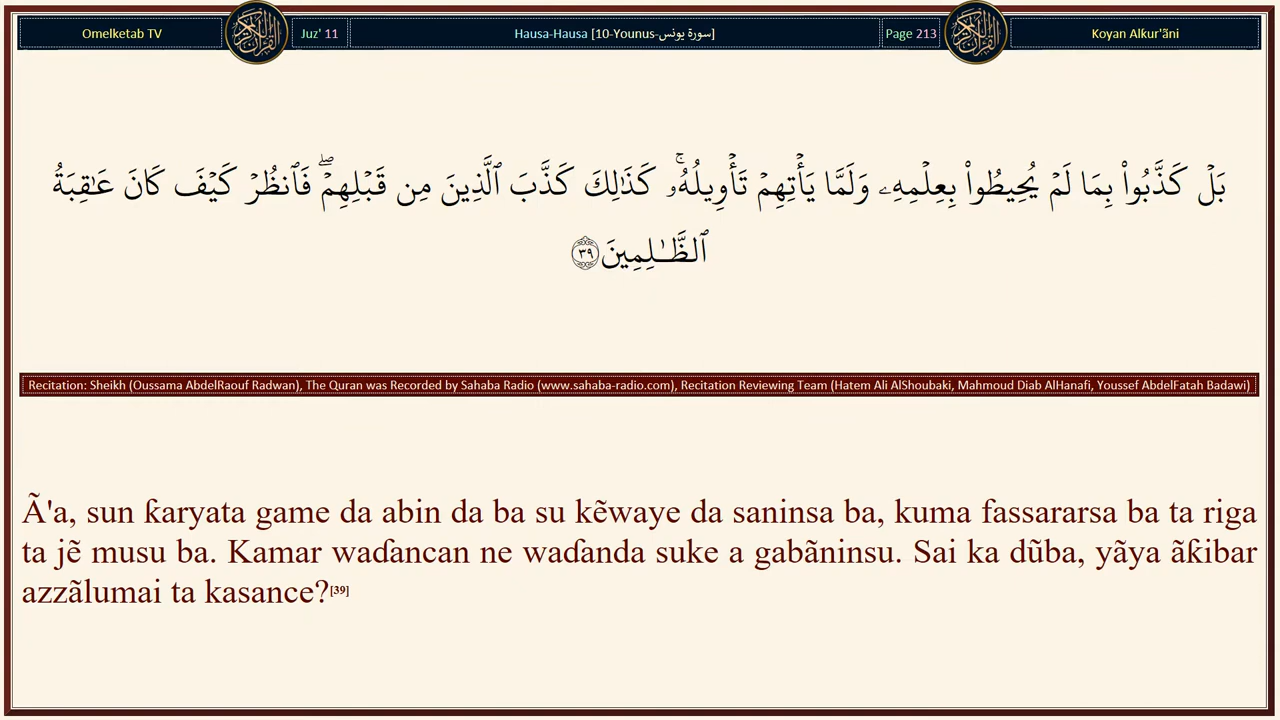 Omelketab TV
Juz' 11
Hausa-Hausa [10-Younus-سورة يونس]
Page 213
Koyan Alƙur'ãni
بَلۡ كَذَّبُواْ بِمَا لَمۡ يُحِيطُواْ بِعِلۡمِهِۦ وَلَمَّا يَأۡتِهِمۡ تَأۡوِيلُهُۥۚ كَذَٰلِكَ كَذَّبَ ٱلَّذِينَ مِن قَبۡلِهِمۡۖ فَٱنظُرۡ كَيۡفَ كَانَ عَٰقِبَةُ
ٱلظَّٰلِمِينَ ٣٩
Recitation: Sheikh (Oussama AbdelRaouf Radwan), The Quran was Recorded by Sahaba Radio (www.sahaba-radio.com), Recitation Reviewing Team (Hatem Ali AlShoubaki, Mahmoud Diab AlHanafi, Youssef AbdelFatah Badawi)
Ã'a, sun ƙaryata game da abin da ba su kẽwaye da saninsa ba, kuma fassararsa ba ta riga
ta jẽ musu ba. Kamar waɗancan ne waɗanda suke a gabãninsu. Sai ka dũba, yãya ãƙibar
azzãlumai ta kasance?[39]